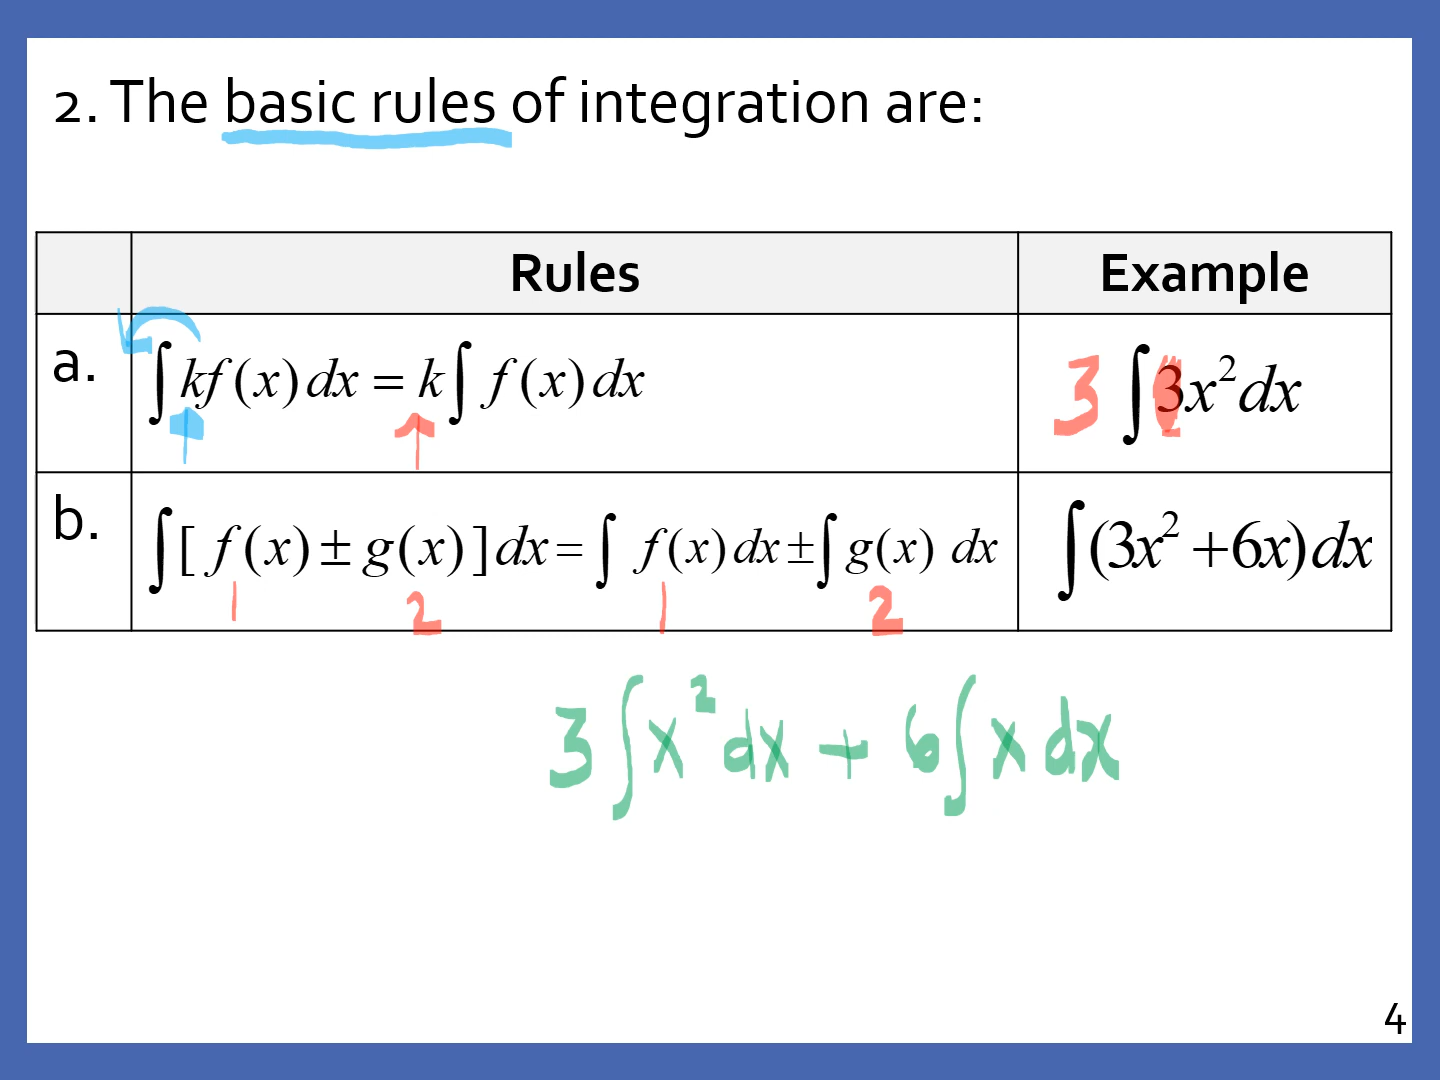 2. The basic rules of integration are:
Rules Example
a. ∫kf(x)dx = k∫f(x)dx 3 ∫3x²dx
b. ∫[f(x)±g(x)]dx = ∫f(x)dx±∫g(x) dx ∫(3x²+6x)dx
1 2 1 2
3∫x²dx + 6∫x dx
4